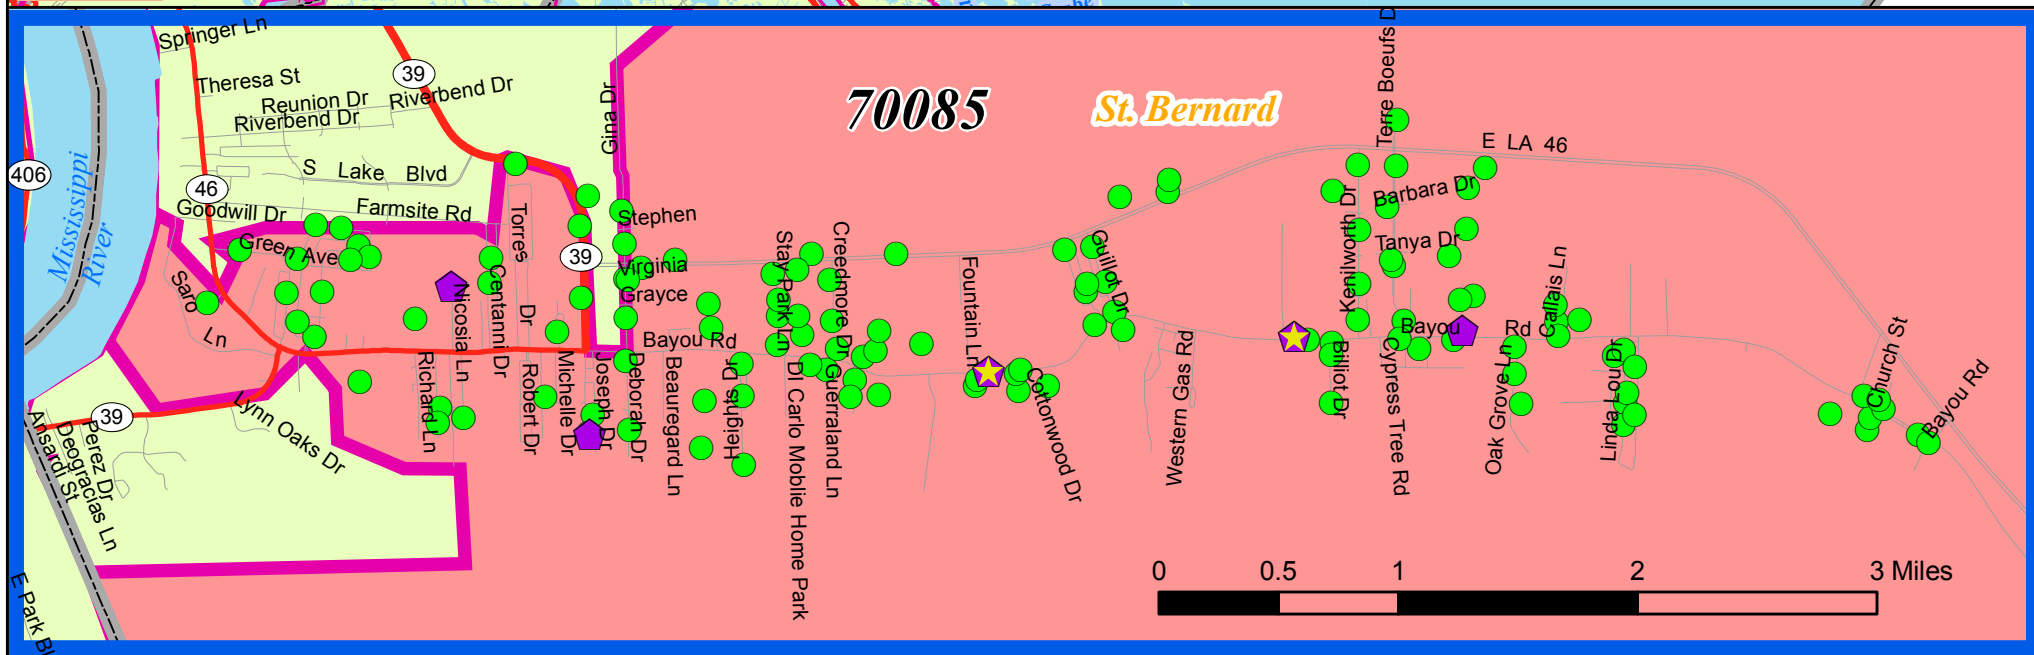 Springer Ln
Theresa St
Reunion Dr
Riverbend Dr
Riverbend Dr
39
Gina Dr
70085
St. Bernard
Terre Boeufs D
E LA 46
406
Mississippi
River
46
S Lake Blvd
Goodwill Dr
Farmsite Rd
Torres
Dr
Stephen
39
Virginia
Grayce
Green Ave
Saro
Ln
Nicosia Ln
Centanni Dr
Stay Park Ln
Creedmore Dr
Fountain Ln
Guillot Dr
Kenilworth Dr
Barbara Dr
Tanya Dr
Callais Ln
Bayou Rd
Bayou Rd
Richard Ln
Robert Dr
Michelle Dr
Joseph Dr
Deborah Dr
Beauregard Ln
Heights Dr
DI Carlo Moblie Home Park
Guerraland Ln
Cottonwood Dr
Western Gas Rd
Billiot Dr
Cypress Tree Rd
Oak Grove Ln
Linda Lou Dr
Church St
Bayou Rd
39
Lynn Oaks Dr
Perez Dr
Deogracias Ln
Ansardi St
E Park Bl
0 0.5 1 2 3 Miles